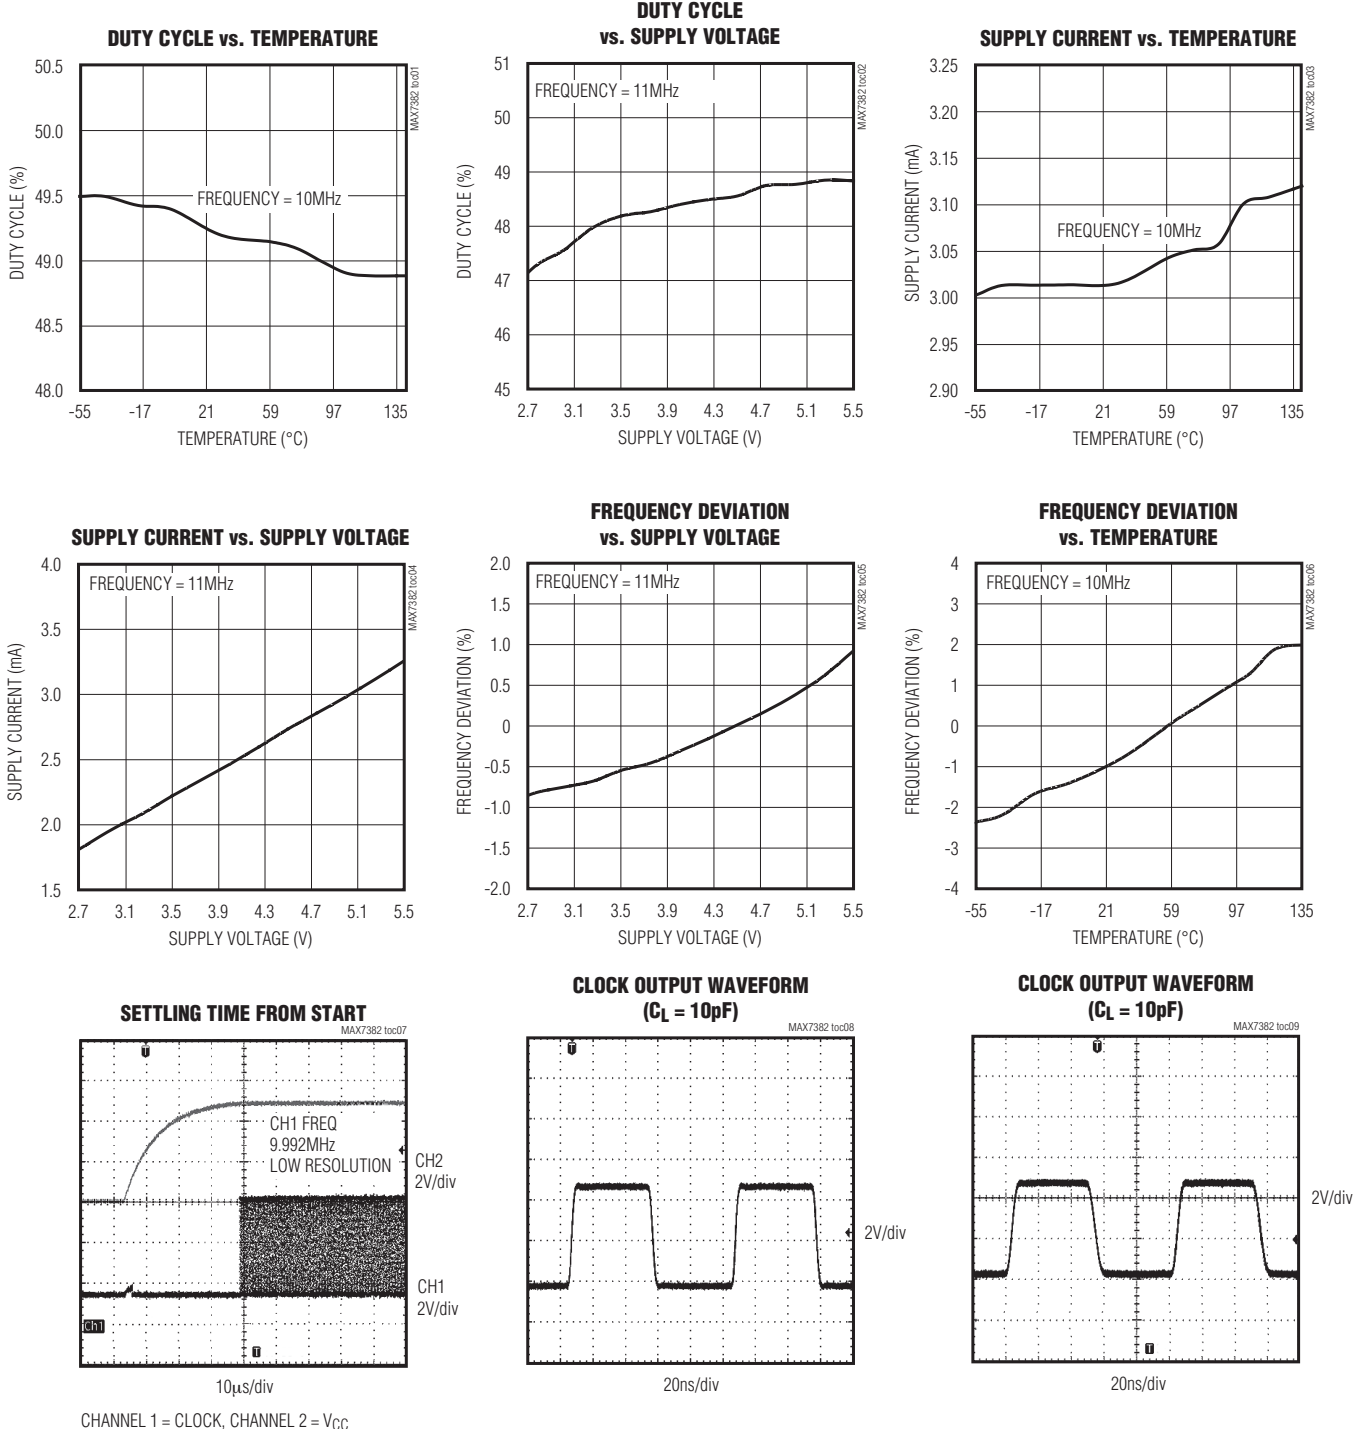 DUTY CYCLE vs. TEMPERATURE
50.5
50.0
49.5
49.0
48.5
48.0
DUTY CYCLE (%)
FREQUENCY = 10MHz
MAX7382 toc01
-55 -17 21 59 97 135
TEMPERATURE (°C)
DUTY CYCLE
vs. SUPPLY VOLTAGE
51
50
49
48
47
46
45
DUTY CYCLE (%)
FREQUENCY = 11MHz
MAX7382 toc02
2.7 3.1 3.5 3.9 4.3 4.7 5.1 5.5
SUPPLY VOLTAGE (V)
SUPPLY CURRENT vs. TEMPERATURE
3.25
3.20
3.15
3.10
3.05
3.00
2.95
2.90
SUPPLY CURRENT (mA)
FREQUENCY = 10MHz
MAX7382 toc03
-55 -17 21 59 97 135
TEMPERATURE (°C)
SUPPLY CURRENT vs. SUPPLY VOLTAGE
4.0
3.5
3.0
2.5
2.0
1.5
SUPPLY CURRENT (mA)
FREQUENCY = 11MHz
MAX7382 toc04
2.7 3.1 3.5 3.9 4.3 4.7 5.1 5.5
SUPPLY VOLTAGE (V)
FREQUENCY DEVIATION
vs. SUPPLY VOLTAGE
2.0
1.5
1.0
0.5
0
-0.5
-1.0
-1.5
-2.0
FREQUENCY DEVIATION (%)
FREQUENCY = 11MHz
MAX7382 toc05
2.7 3.1 3.5 3.9 4.3 4.7 5.1 5.5
SUPPLY VOLTAGE (V)
FREQUENCY DEVIATION
vs. TEMPERATURE
4
3
2
1
0
-1
-2
-3
-4
FREQUENCY DEVIATION (%)
FREQUENCY = 10MHz
MAX7382 toc06
-55 -17 21 59 97 135
TEMPERATURE (°C)
SETTLING TIME FROM START
MAX7382 toc07
T
CH1 FREQ
9.992MHz
LOW RESOLUTION
CH2
2V/div
CH1
2V/div
Ch1
T
10μs/div
CHANNEL 1 = CLOCK, CHANNEL 2 = VCC
CLOCK OUTPUT WAVEFORM
(CL = 10pF)
MAX7382 toc08
T
2V/div
20ns/div
CLOCK OUTPUT WAVEFORM
(CL = 10pF)
MAX7382 toc09
T
2V/div
T
20ns/div